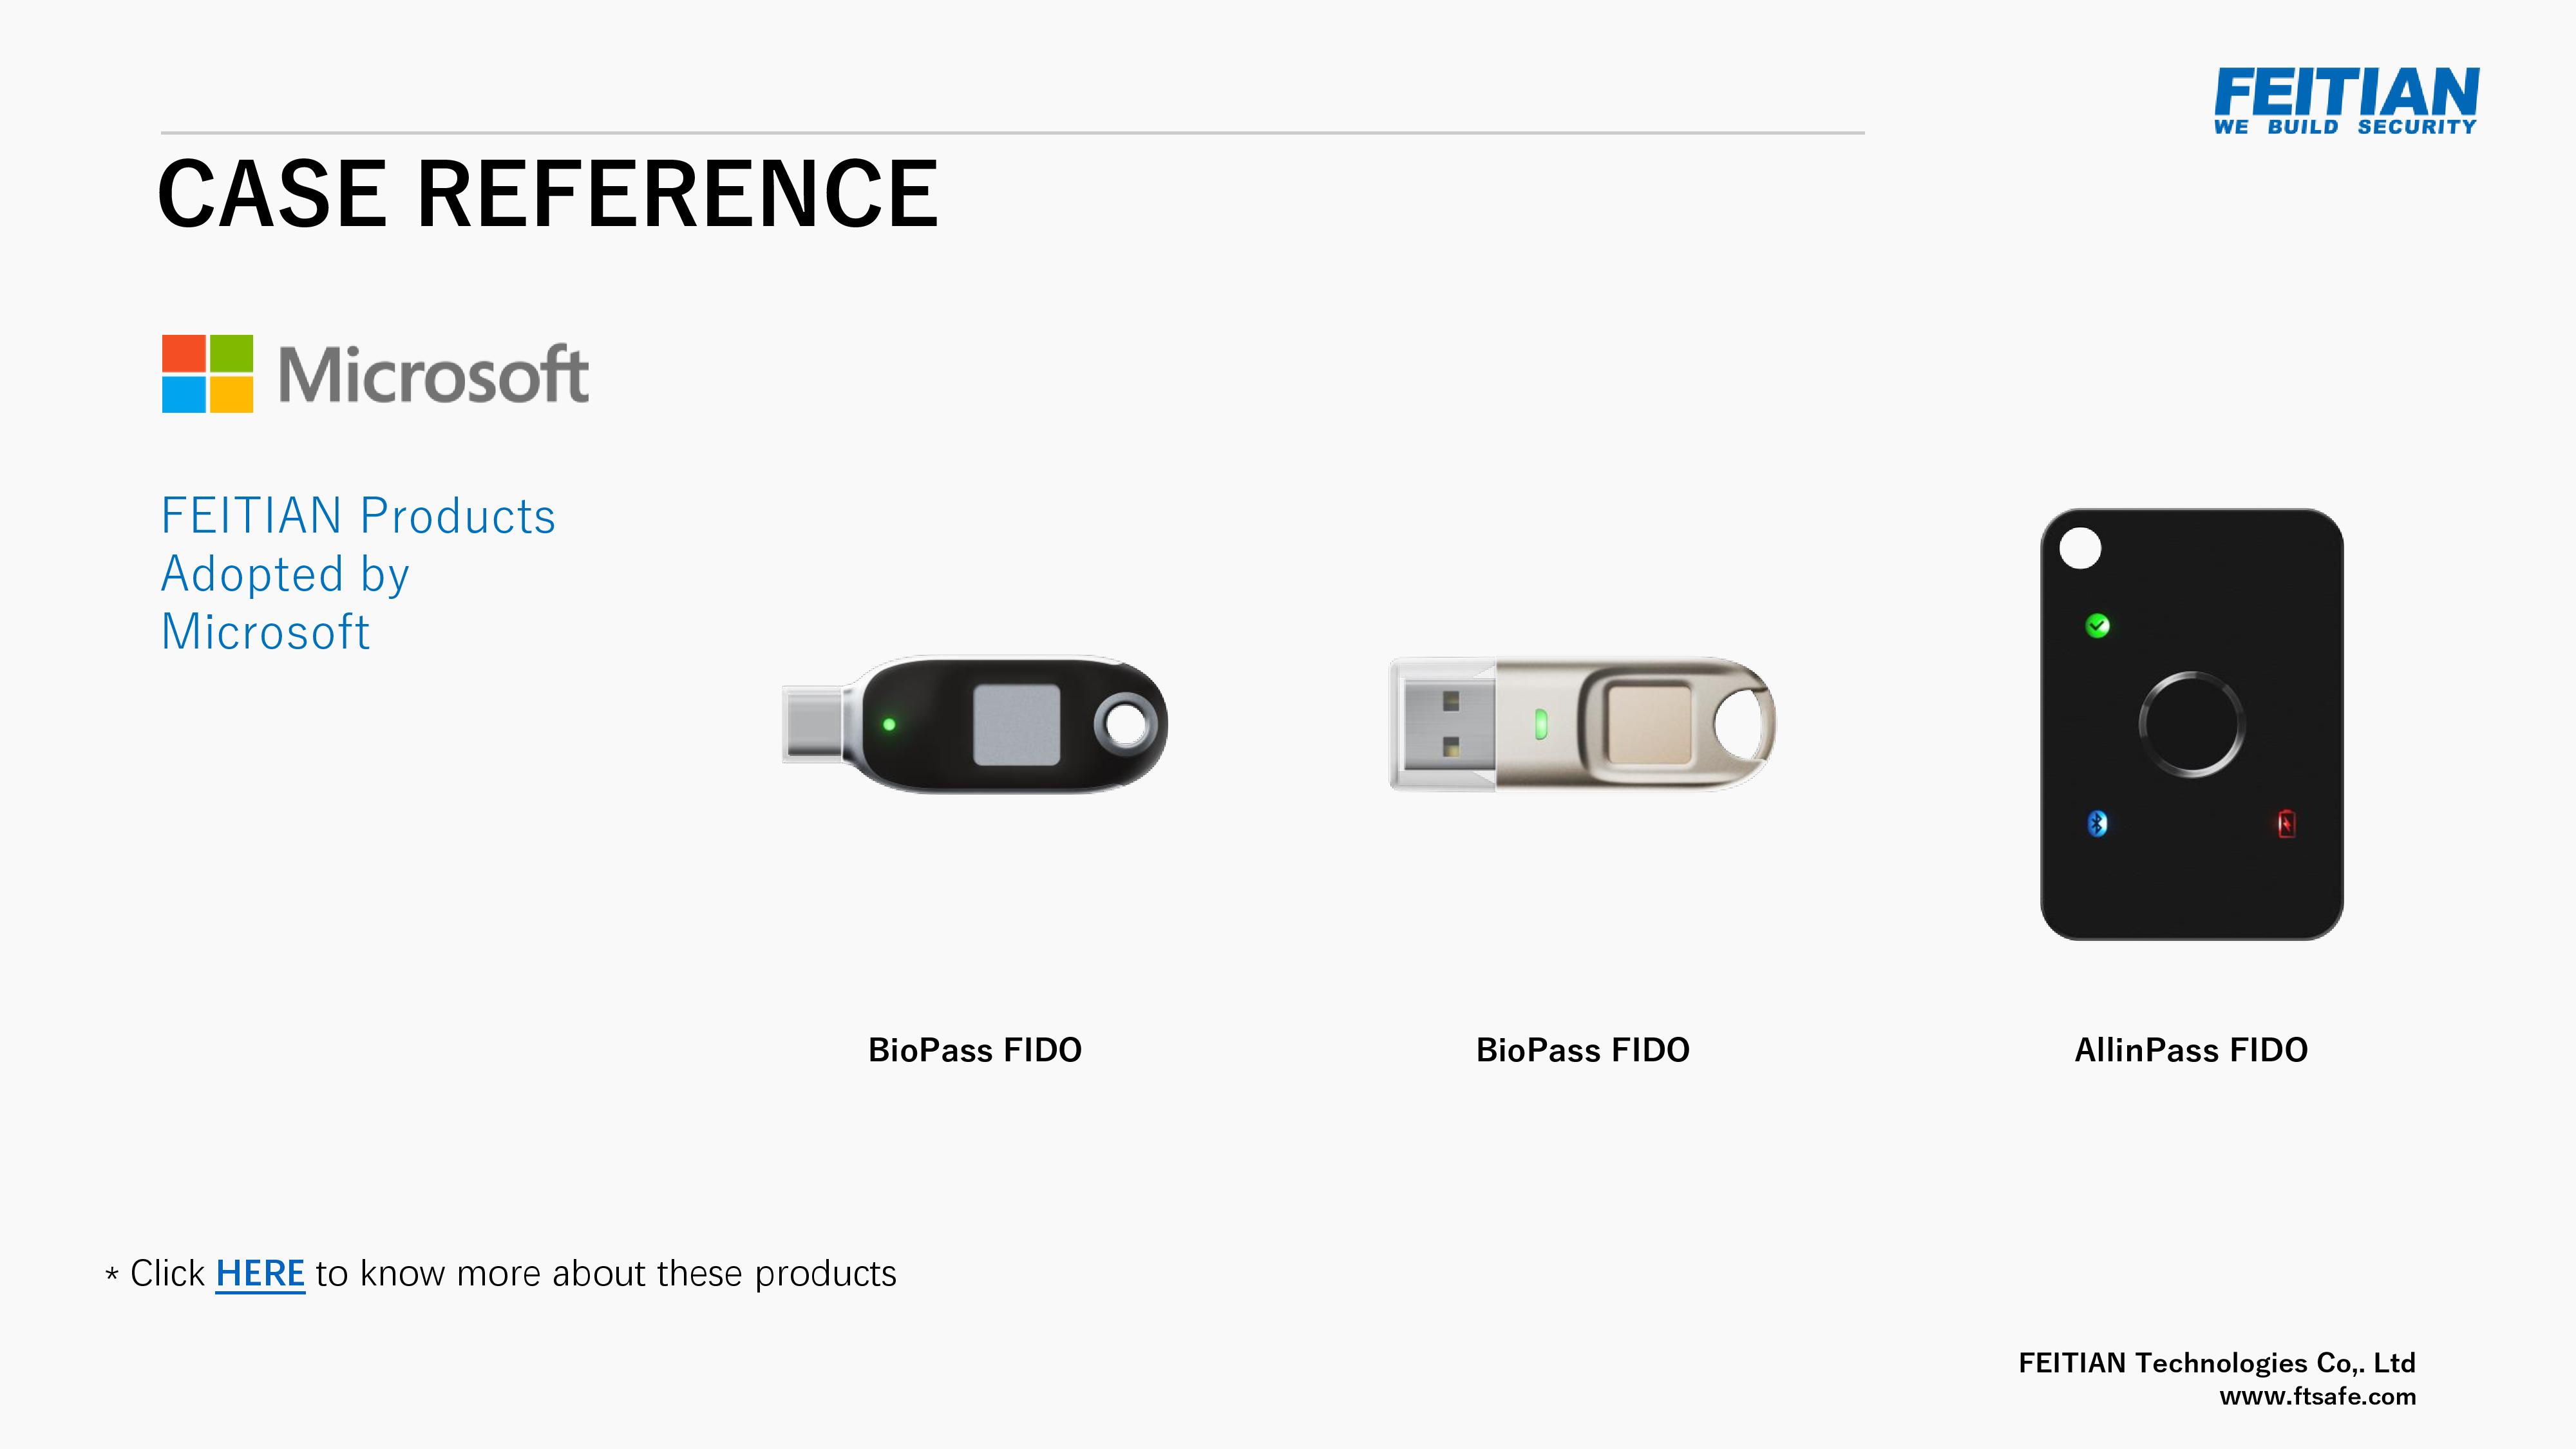 FEITIAN
WE BUILD SECURITY
CASE REFERENCE
Microsoft
FEITIAN Products
Adopted by
Microsoft
BioPass FIDO
BioPass FIDO
AllinPass FIDO
* Click HERE to know more about these products
FEITIAN Technologies Co,. Ltd
www.ftsafe.com